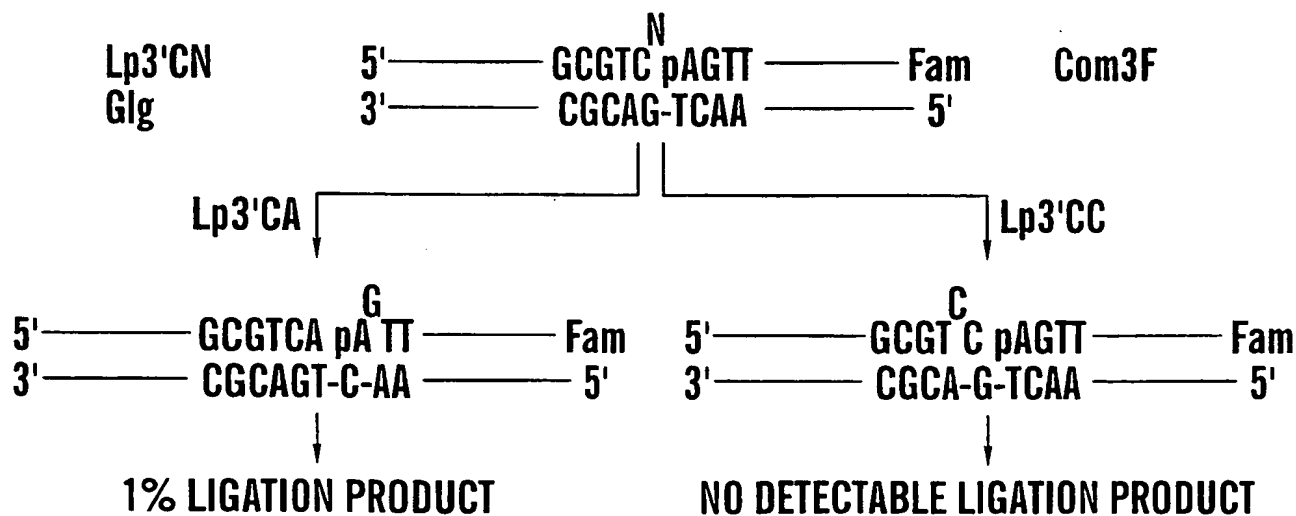 N
Lp3'CN 5' GCGTC pAGTT Fam Com3F
Glg 3' CGCAG-TCAA 5'
Lp3'CA Lp3'CC
G C
5' GCGTCA pA TT Fam 5' GCGT C pAGTT Fam
3' CGCAGT-C-AA 5' 3' CGCA-G-TCAA 5'
1% LIGATION PRODUCT NO DETECTABLE LIGATION PRODUCT